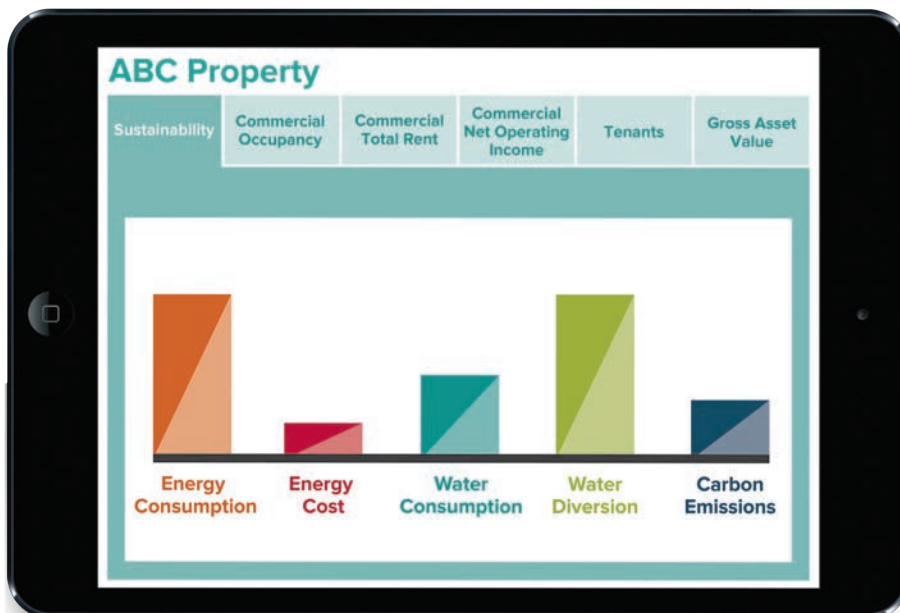 ABC Property
Sustainability
Commercial
Occupancy
Commercial
Total Rent
Commercial
Net Operating
Income
Tenants
Gross Asset
Value
Energy
Consumption
Energy
Cost
Water
Consumption
Water
Diversion
Carbon
Emissions